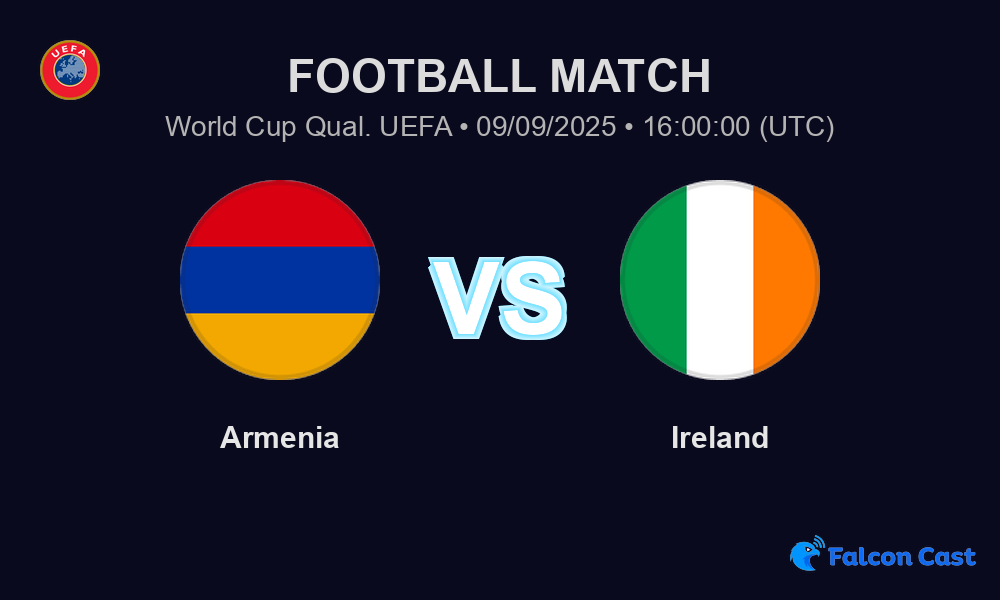 UEFA
FOOTBALL MATCH
World Cup Qual. UEFA • 09/09/2025 • 16:00:00 (UTC)
VS
Armenia
Ireland
Falcon Cast